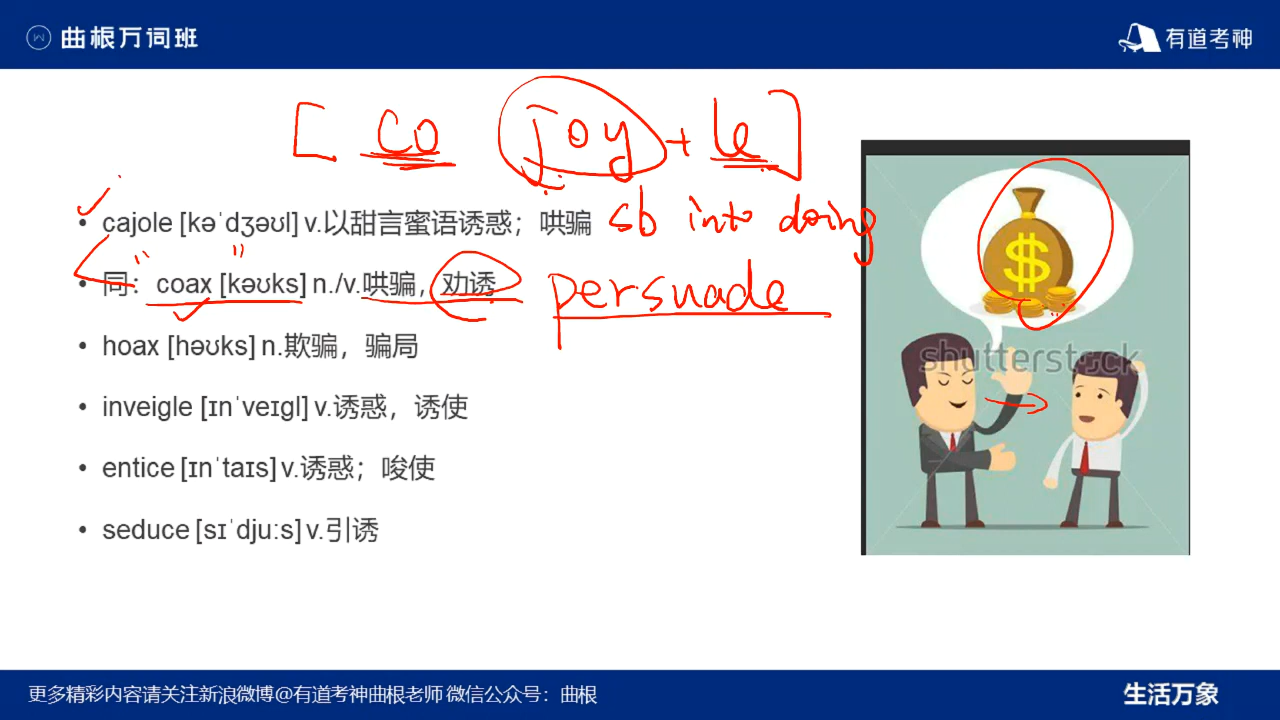 曲根万词班
有道考神
[ co joy + le ]
• cajole [kəˈdʒəʊl] v.以甜言蜜语诱惑；哄骗 sb into doing
• 同：coax [kəʊks] n./v.哄骗，劝诱 persuade
• hoax [həʊks] n.欺骗，骗局
• inveigle [ɪnˈveɪgl] v.诱惑，诱使
• entice [ɪnˈtaɪs] v.诱惑；唆使
• seduce [sɪˈdjuːs] v.引诱
$
shutterstock
更多精彩内容请关注新浪微博@有道考神曲根老师 微信公众号：曲根
生活万象